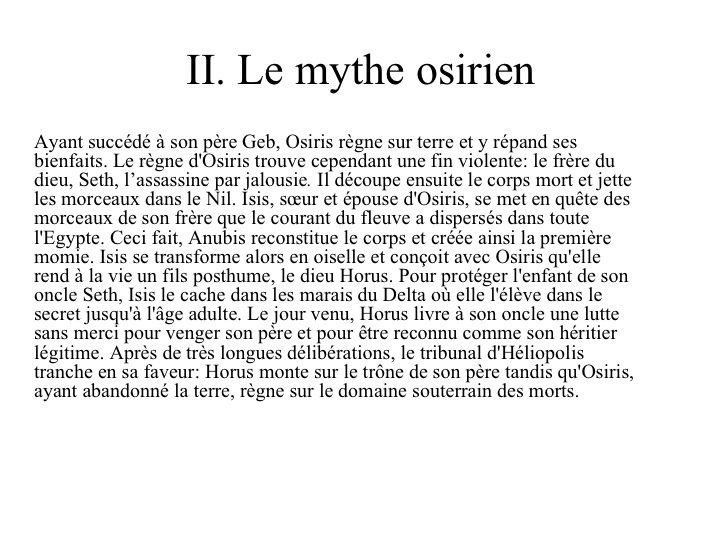 II. Le mythe osirien
Ayant succédé à son père Geb, Osiris règne sur terre et y répand ses
bienfaits. Le règne d'Osiris trouve cependant une fin violente: le frère du
dieu, Seth, l’assassine par jalousie. Il découpe ensuite le corps mort et jette
les morceaux dans le Nil. Isis, sœur et épouse d'Osiris, se met en quête des
morceaux de son frère que le courant du fleuve a dispersés dans toute
l'Egypte. Ceci fait, Anubis reconstitue le corps et créée ainsi la première
momie. Isis se transforme alors en oiselle et conçoit avec Osiris qu'elle
rend à la vie un fils posthume, le dieu Horus. Pour protéger l'enfant de son
oncle Seth, Isis le cache dans les marais du Delta où elle l'élève dans le
secret jusqu'à l'âge adulte. Le jour venu, Horus livre à son oncle une lutte
sans merci pour venger son père et pour être reconnu comme son héritier
légitime. Après de très longues délibérations, le tribunal d'Héliopolis
tranche en sa faveur: Horus monte sur le trône de son père tandis qu'Osiris,
ayant abandonné la terre, règne sur le domaine souterrain des morts.